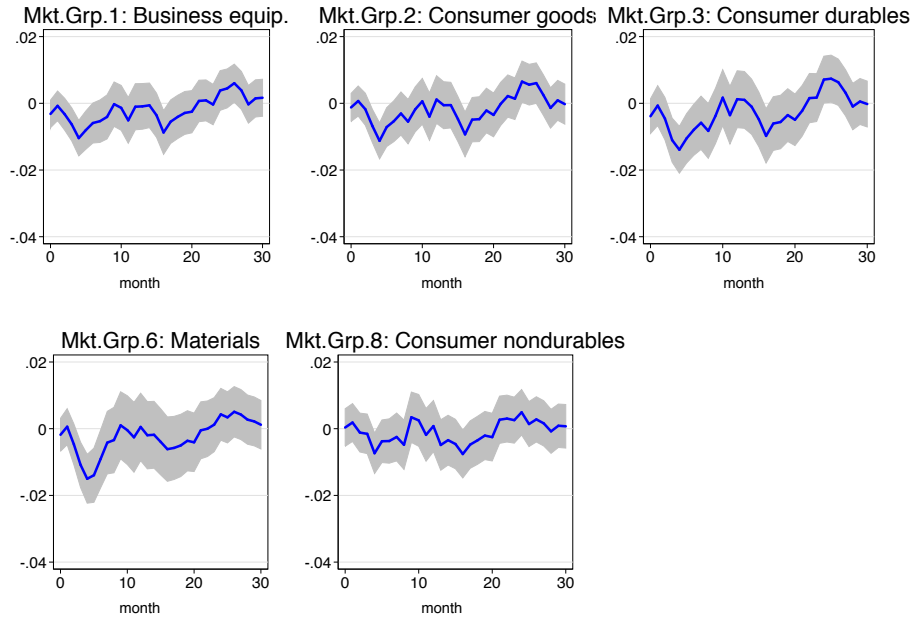 Mkt.Grp.1: Business equip.
.02
0
-.02
-.04
0 10 20 30
month
Mkt.Grp.2: Consumer goods
.02
0
-.02
-.04
0 10 20 30
month
Mkt.Grp.3: Consumer durables
.02
0
-.02
-.04
0 10 20 30
month
Mkt.Grp.6: Materials
.02
0
-.02
-.04
0 10 20 30
month
Mkt.Grp.8: Consumer nondurables
.02
0
-.02
-.04
0 10 20 30
month